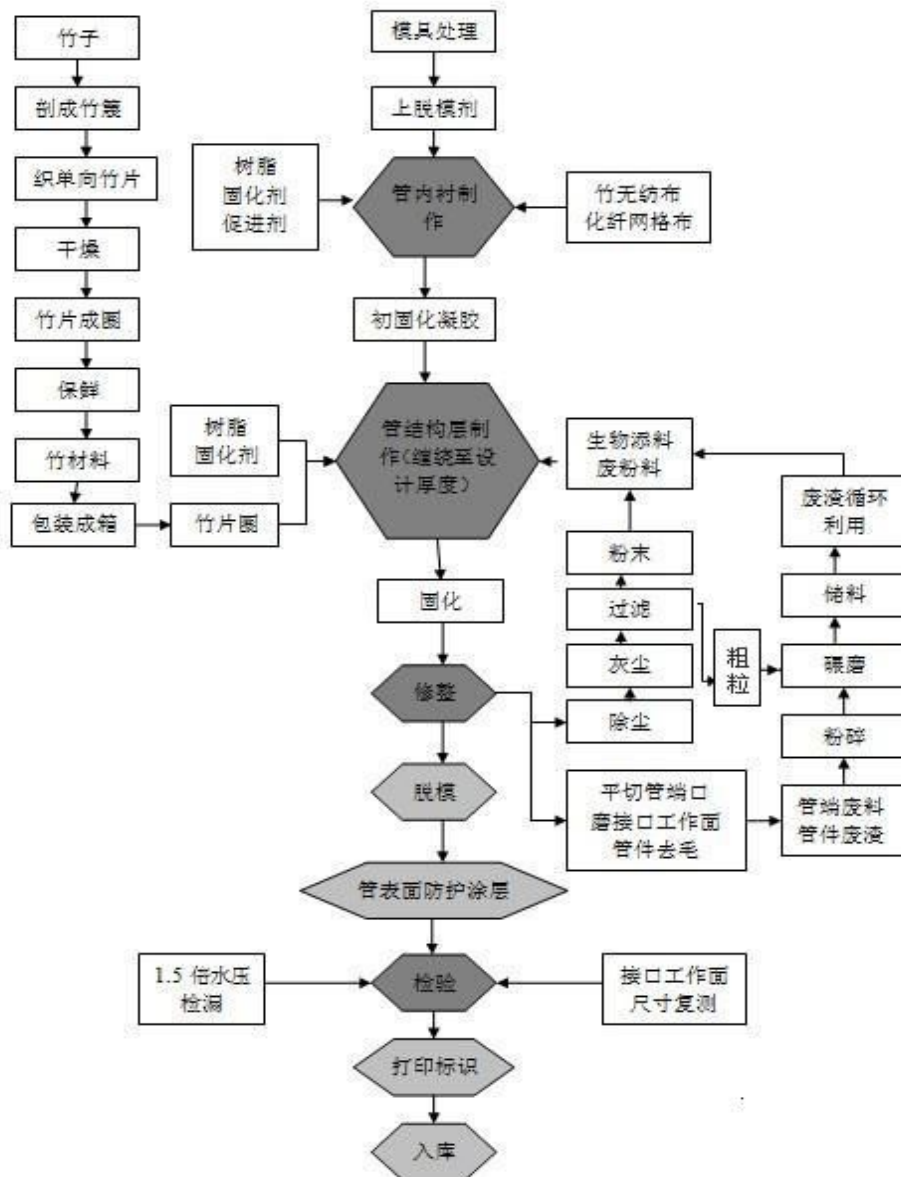 竹子
剖成竹篾
织单向竹片
干燥
竹片成圈
保鲜
竹材料
包装成箱
模具处理
上脱模剂
树脂
固化剂
促进剂
管内衬制
作
竹无纺布
化纤网格布
初固化凝胶
树脂
固化剂
竹片圈
管结构层制
作(缠绕至设
计厚度)
生物添料
废粉料
粉末
过滤
灰尘
除尘
粗
粒
废渣循环
利用
储料
碾磨
粉碎
管端废料
管件废渣
固化
修整
平切管端口
磨接口工作面
管件去毛
脱模
管表面防护涂层
1.5 倍水压
检漏
检验
接口工作面
尺寸复测
打印标识
入库